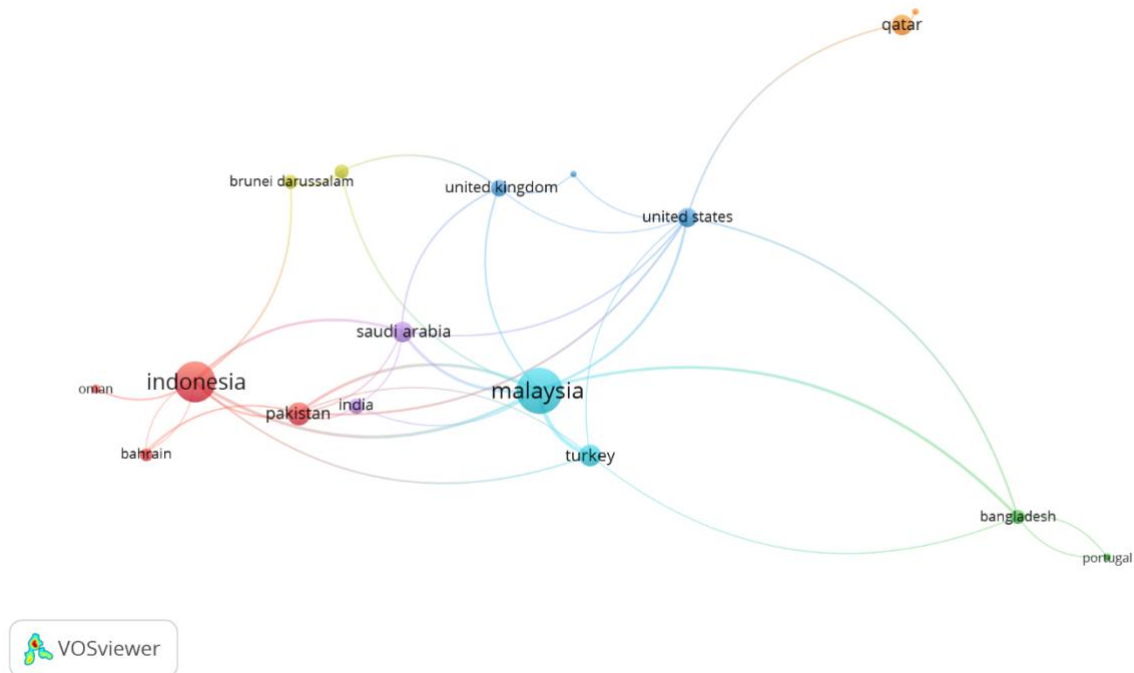 qatar
brunei darussalam
united kingdom
united states
saudi arabia
indonesia
oman
malaysia
india
pakistan
bahrain
turkey
bangladesh
portugal
VOSviewer